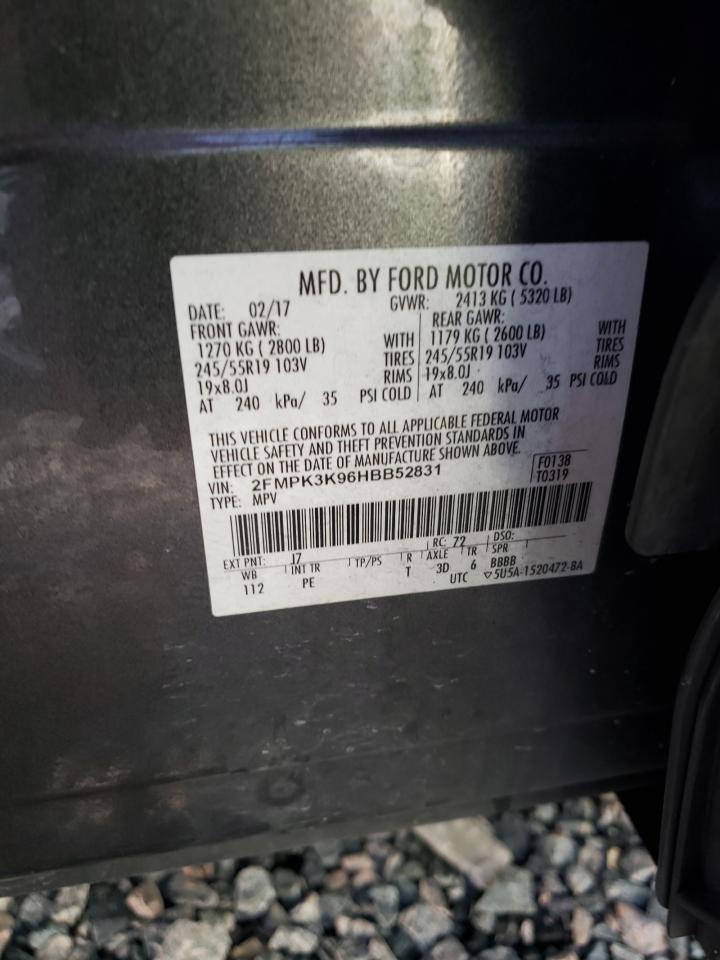 MFD. BY FORD MOTOR CO.
DATE: 02/17 GVWR: 2413 KG ( 5320 LB)
FRONT GAWR: REAR GAWR:
1270 KG ( 2800 LB) WITH 1179 KG ( 2600 LB) WITH
245/55R19 103V TIRES 245/55R19 103V TIRES
19x8.0J RIMS 19x8.0J RIMS
AT 240 kPa/ 35 PSI COLD AT 240 kPa/ 35 PSI COLD
THIS VEHICLE CONFORMS TO ALL APPLICABLE FEDERAL MOTOR
VEHICLE SAFETY AND THEFT PREVENTION STANDARDS IN
EFFECT ON THE DATE OF MANUFACTURE SHOWN ABOVE.
VIN: 2FMPK3K96HBB52831 F0138
TYPE: MPV T0319
EXT PNT: J7 RC: 72 DSO:
WB INT TR TP/PS R AXLE TR SPR
112 PE T 3D 6 BBBB
UTC ▽5U5A-1520472-BA